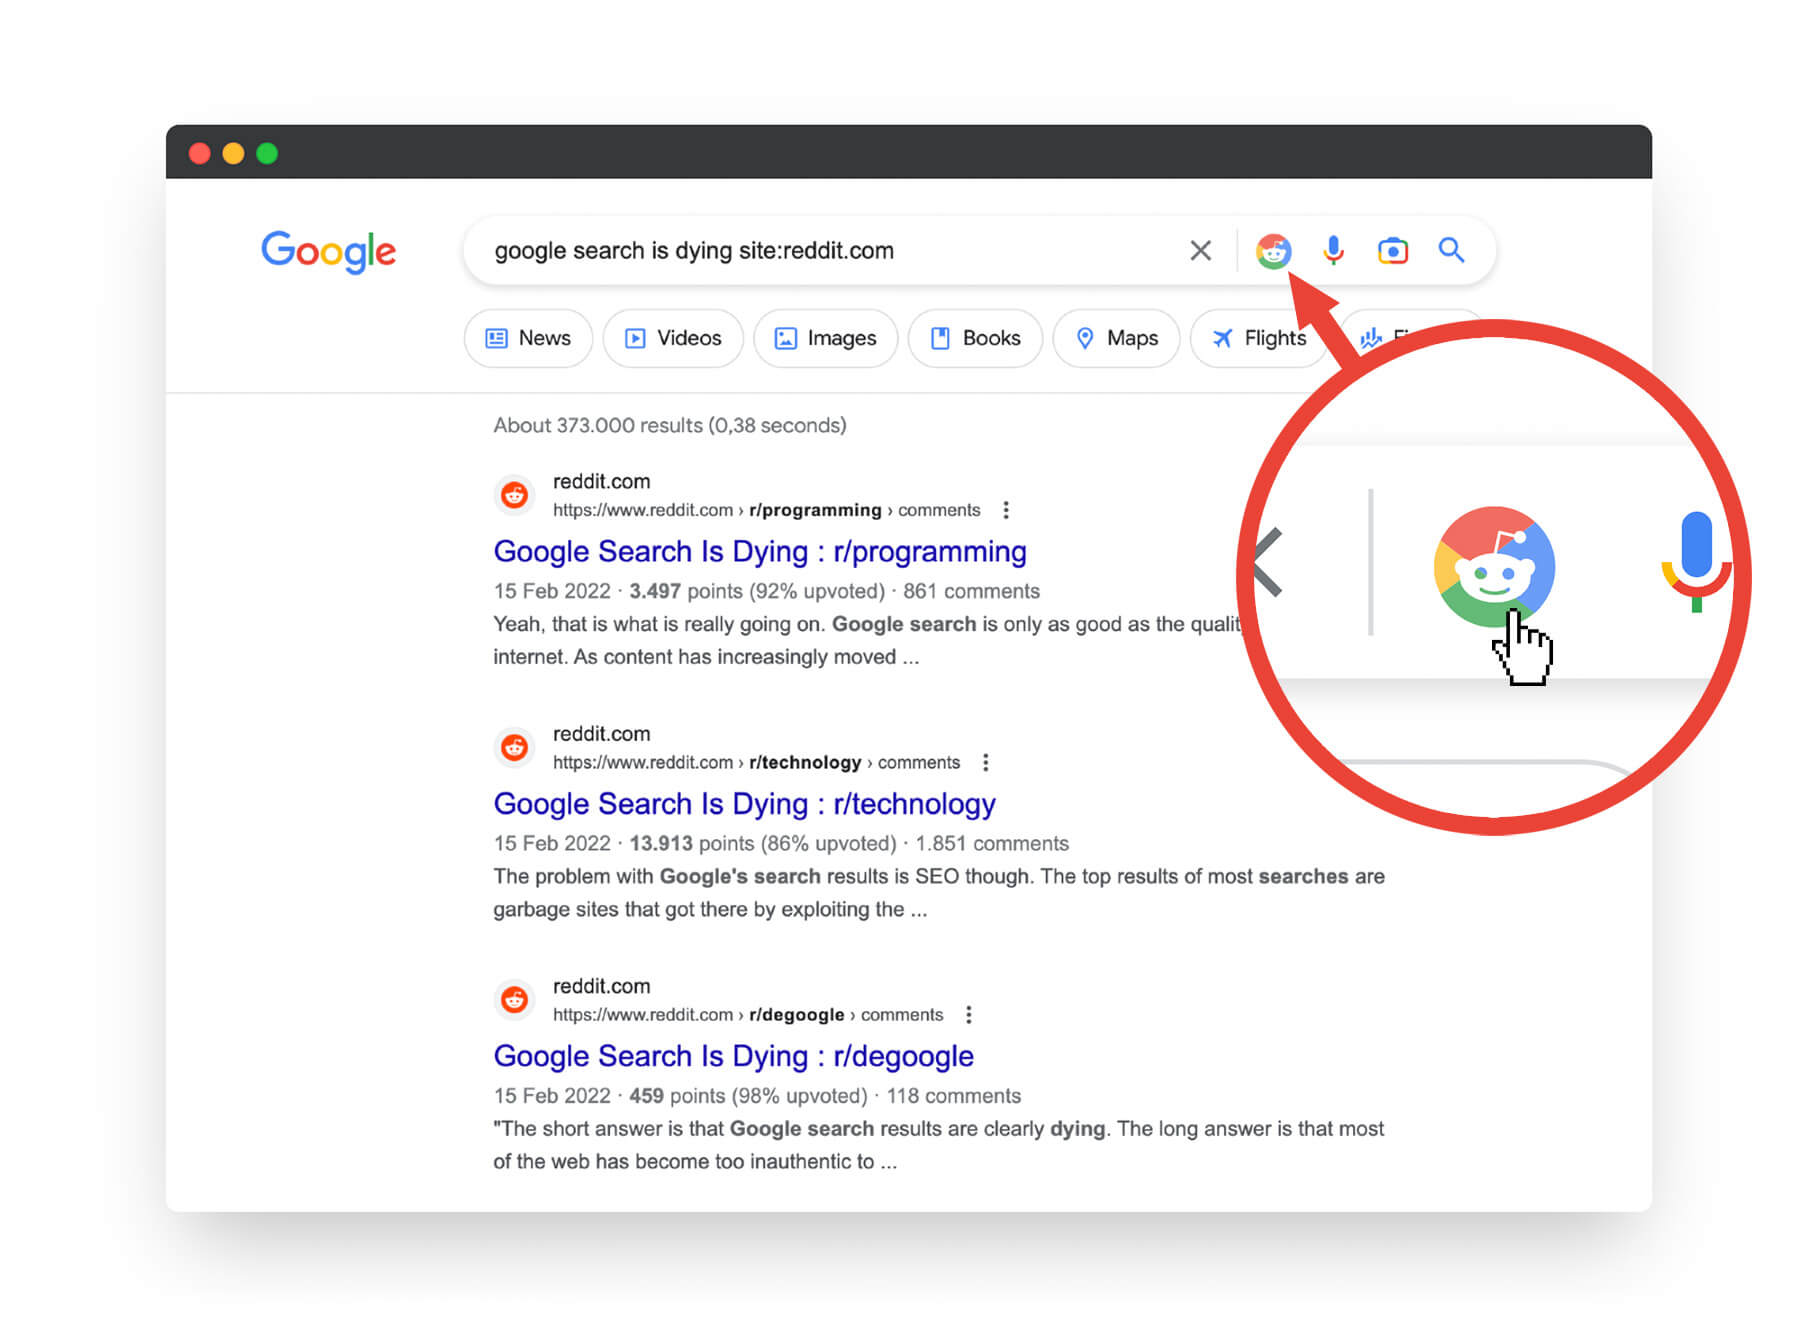 Google
google search is dying site:reddit.com
News
Videos
Images
Books
Maps
Flights
About 373.000 results (0,38 seconds)
reddit.com
https://www.reddit.com › r/programming › comments
Google Search Is Dying : r/programming
15 Feb 2022 · 3.497 points (92% upvoted) · 861 comments
Yeah, that is what is really going on. Google search is only as good as the
internet. As content has increasingly moved ...
reddit.com
https://www.reddit.com › r/technology › comments
Google Search Is Dying : r/technology
15 Feb 2022 · 13.913 points (86% upvoted) · 1.851 comments
The problem with Google's search results is SEO though. The top results of most searches are
garbage sites that got there by exploiting the ...
reddit.com
https://www.reddit.com › r/degoogle › comments
Google Search Is Dying : r/degoogle
15 Feb 2022 · 459 points (98% upvoted) · 118 comments
"The short answer is that Google search results are clearly dying. The long answer is that most
of the web has become too inauthentic to ...